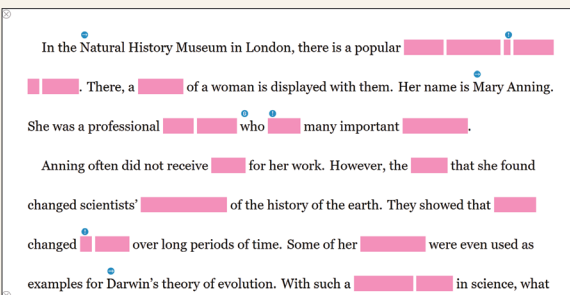 In the Natural History Museum in London, there is a popular
. There, a of a woman is displayed with them. Her name is Mary Anning.
She was a professional who many important .
Anning often did not receive for her work. However, the that she found
changed scientists’ of the history of the earth. They showed that
changed over long periods of time. Some of her were even used as
examples for Darwin’s theory of evolution. With such a in science, what